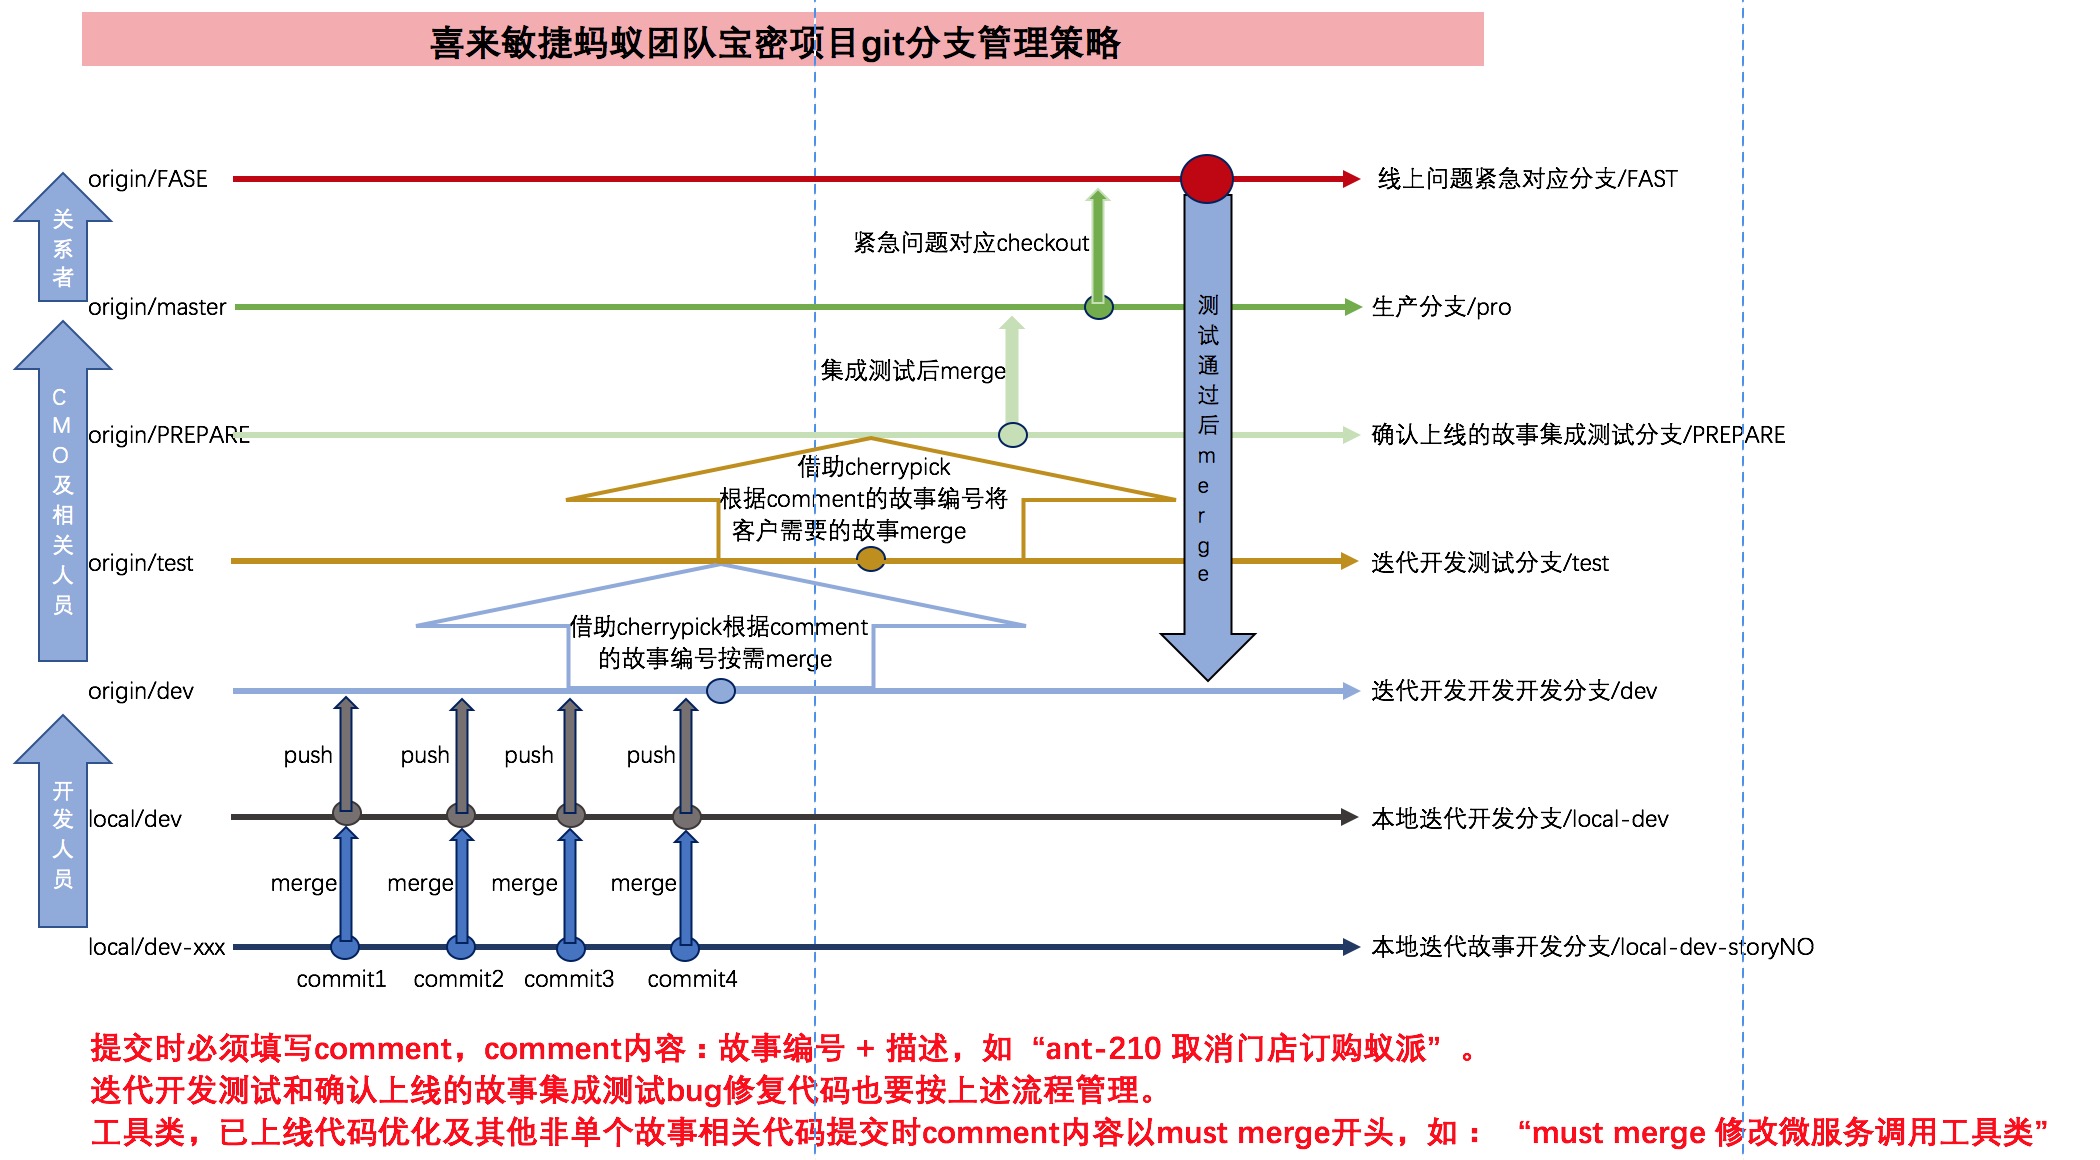 喜来敏捷蚂蚁团队宝密项目git分支管理策略
origin/FASE
线上问题紧急对应分支/FAST
关系者
紧急问题对应checkout
origin/master
生产分支/pro
测试通过后merge
集成测试后merge
CMO及相关人员
origin/PREPARE
确认上线的故事集成测试分支/PREPARE
借助cherrypick
根据comment的故事编号将
客户需要的故事merge
origin/test
迭代开发测试分支/test
借助cherrypick根据comment
的故事编号按需merge
origin/dev
迭代开发开发开发分支/dev
push
push
push
push
开发人员
local/dev
本地迭代开发分支/local-dev
merge
merge
merge
merge
local/dev-xxx
本地迭代故事开发分支/local-dev-storyNO
commit1
commit2
commit3
commit4
提交时必须填写comment，comment内容：故事编号 + 描述，如 “ant-210 取消门店订购蚁派” 。
迭代开发测试和确认上线的故事集成测试bug修复代码也要按上述流程管理。
工具类，已上线代码优化及其他非单个故事相关代码提交时comment内容以must merge开头，如： “must merge 修改微服务调用工具类”